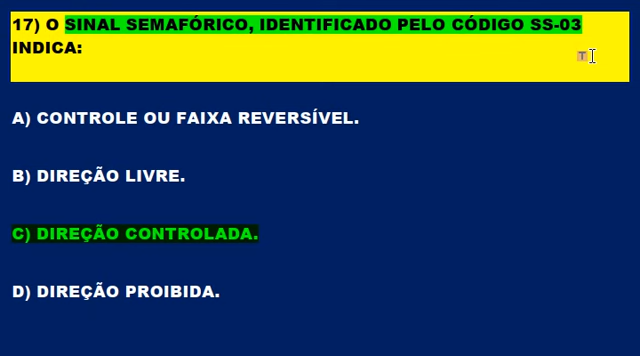 17) O SINAL SEMAFÓRICO, IDENTIFICADO PELO CÓDIGO SS-03
INDICA:
A) CONTROLE OU FAIXA REVERSÍVEL.
B) DIREÇÃO LIVRE.
C) DIREÇÃO CONTROLADA.
D) DIREÇÃO PROIBIDA.